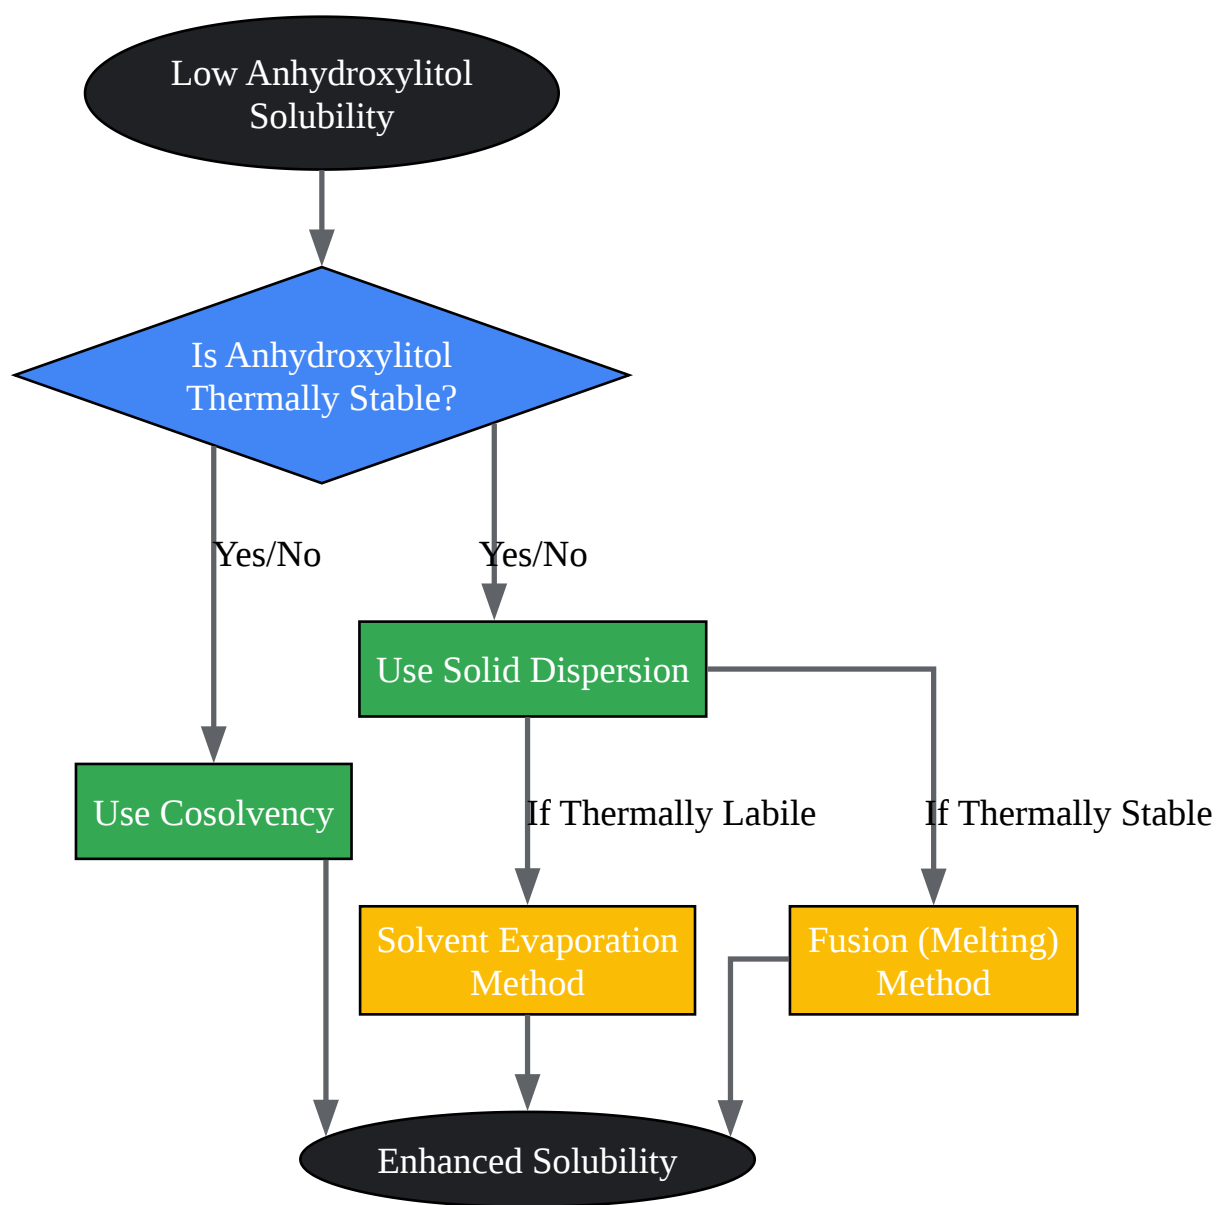 Low Anhydroxylitol
Solubility
Is Anhydroxylitol
Thermally Stable?
Yes/No
Yes/No
Use Solid Dispersion
Use Cosolvency
If Thermally Labile
If Thermally Stable
Solvent Evaporation
Method
Fusion (Melting)
Method
Enhanced Solubility